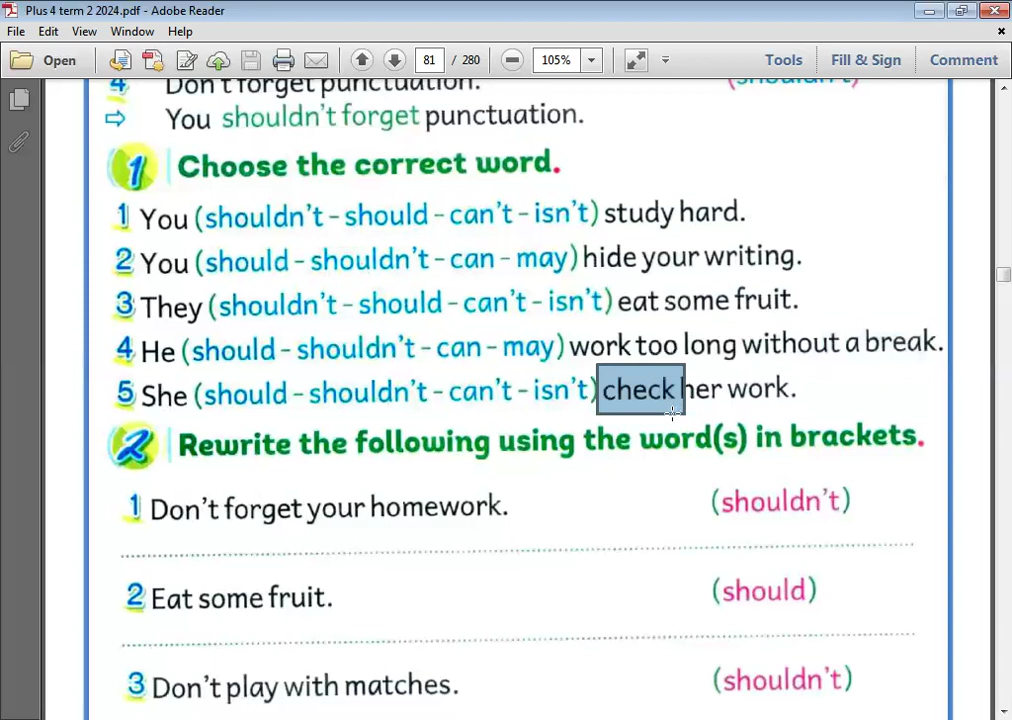 Plus 4 term 2 2024.pdf - Adobe Reader
File Edit View Window Help
Open 81 / 280 105% Tools Fill & Sign Comment
4 Don't forget punctuation. (shouldn't)
⇨ You shouldn't forget punctuation.
1 Choose the correct word.
1 You (shouldn't - should - can't - isn't) study hard.
2 You (should - shouldn't - can - may) hide your writing.
3 They (shouldn't - should - can't - isn't) eat some fruit.
4 He (should - shouldn't - can - may) work too long without a break.
5 She (should - shouldn't - can't - isn't) check her work.
2 Rewrite the following using the word(s) in brackets.
1 Don't forget your homework. (shouldn't)
2 Eat some fruit. (should)
3 Don't play with matches. (shouldn't)